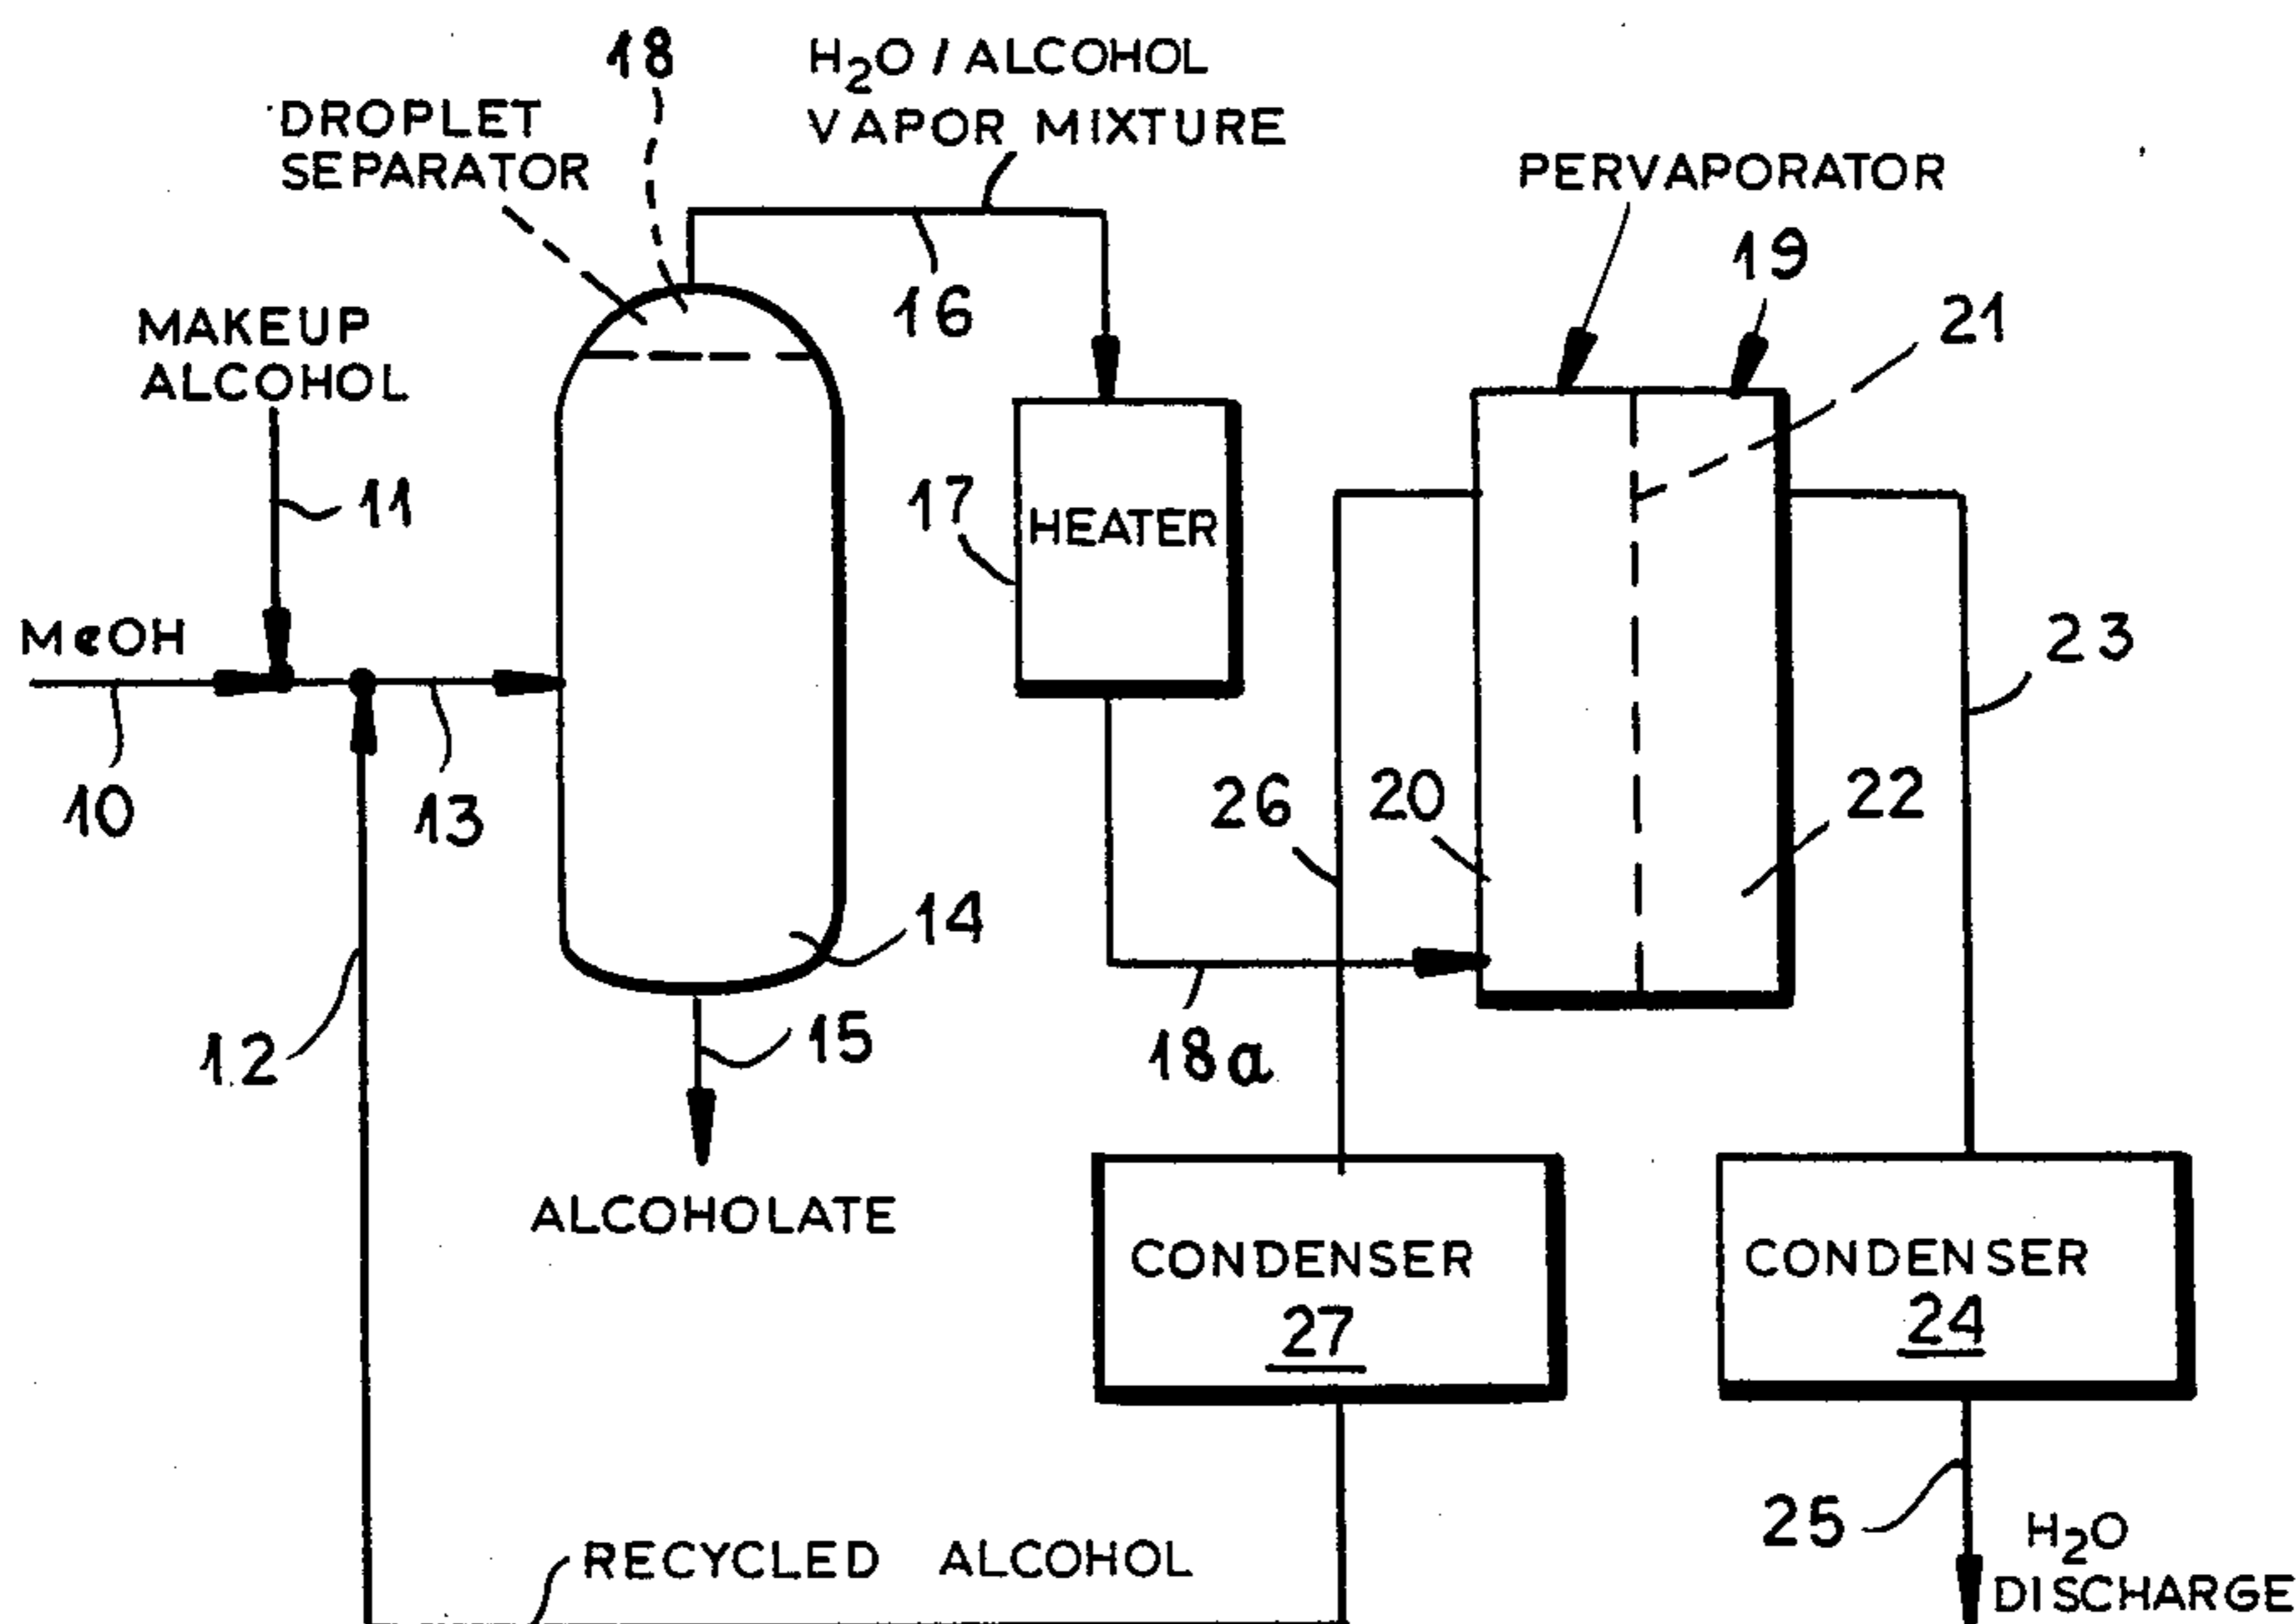 18
H₂O / ALCOHOL
VAPOR MIXTURE
DROPLET
SEPARATOR
PERVAPORATOR
19
16
21
MAKEUP
ALCOHOL
11
17
HEATER
MeOH
10
13
23
26
20
22
14
12
15
18a
ALCOHOLATE
CONDENSER
27
CONDENSER
24
25
H₂O
DISCHARGE
RECYCLED ALCOHOL